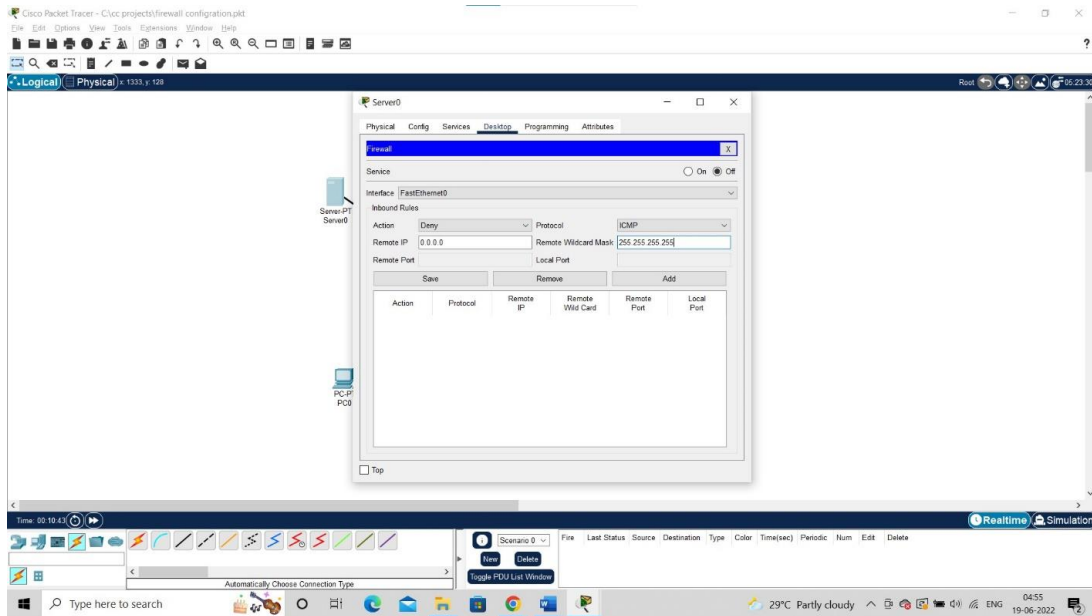 Cisco Packet Tracer - C:\cc projects\firewall configration.pkt
File Edit Options View Tools Extensions Window Help
?
Logical Physical x: 1333, y: 128 Root 05:23:30
Server0
Physical Config Services Desktop Programming Attributes
Firewall X
Service On Off
Interface FastEthernet0
Inbound Rules
Action Deny Protocol ICMP
Remote IP 0.0.0.0 Remote Wildcard Mask 255.255.255.255
Remote Port Local Port
Save Remove Add
Action Protocol Remote IP Remote Wild Card Remote Port Local Port
Top
Server-PT
Server0
PC-P
PC0
Time: 00:10:43 Realtime Simulation
Scenario 0 Fire Last Status Source Destination Type Color Time(sec) Periodic Num Edit Delete
New Delete
Toggle PDU List Window
Automatically Choose Connection Type
Type here to search 29°C Partly cloudy ENG 04:55
19-06-2022